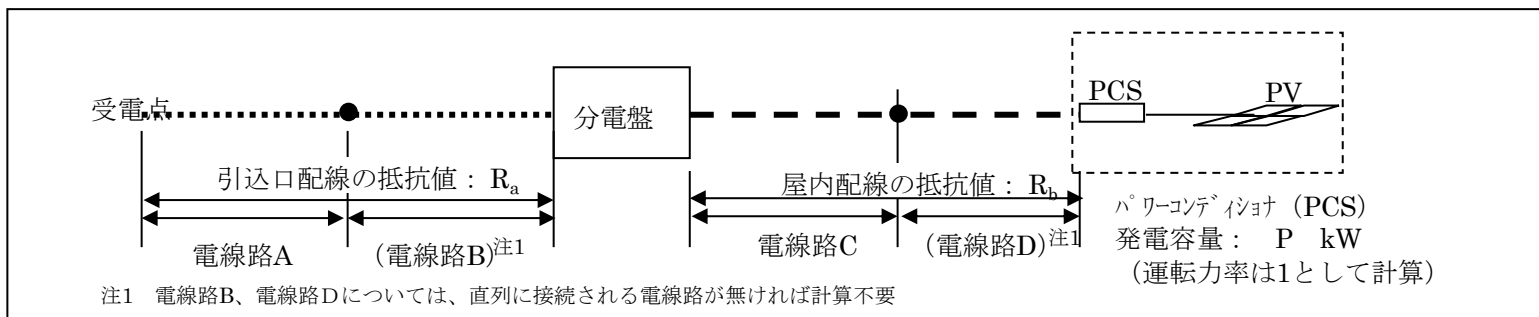 受電点
分電盤
PCS
PV
引込口配線の抵抗値： Ra
屋内配線の抵抗値： Rb
電線路A
(電線路B)注1
電線路C
(電線路D)注1
ﾊﾟワーコンディショナ (PCS)
発電容量： P kW
（運転力率は1として計算）
注1 電線路B、電線路Dについては、直列に接続される電線路が無ければ計算不要